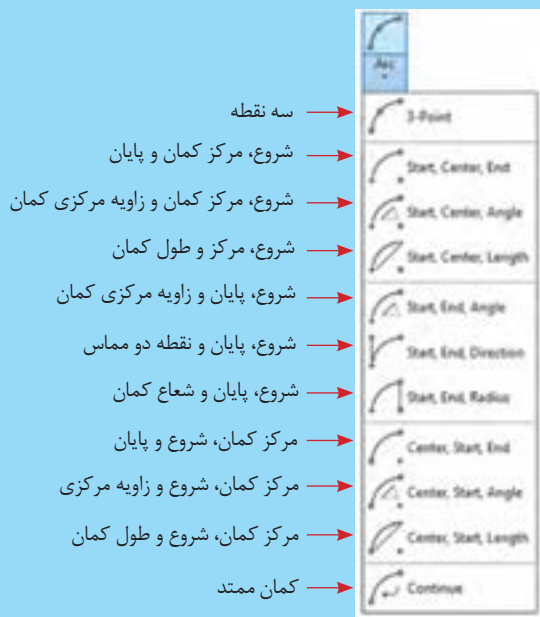 Arc
سه نقطه
3-Point
شروع، مرکز کمان و پایان
Start, Center, End
شروع، مرکز کمان و زاویه مرکزی کمان
Start, Center, Angle
شروع، مرکز و طول کمان
Start, Center, Length
شروع، پایان و زاویه مرکزی کمان
Start, End, Angle
شروع، پایان و نقطه دو مماس
Start, End, Direction
شروع، پایان و شعاع کمان
Start, End, Radius
مرکز کمان، شروع و پایان
Center, Start, End
مرکز کمان، شروع و زاویه مرکزی
Center, Start, Angle
مرکز کمان، شروع و طول کمان
Center, Start, Length
کمان ممتد
Continue